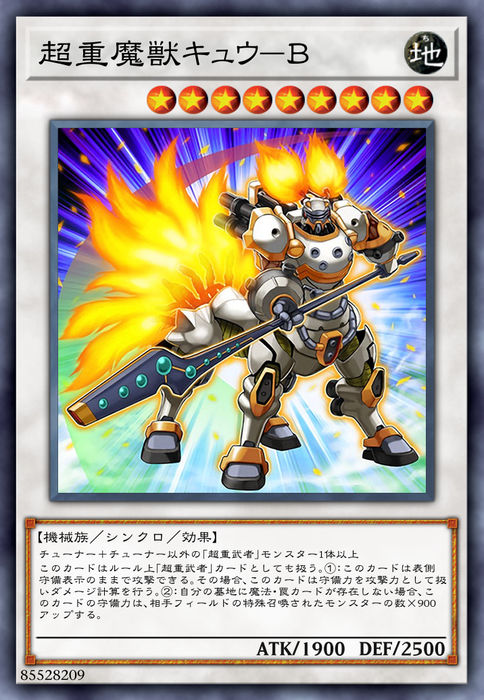 超重魔獣キュウ－B
ち
地
【機械族／シンクロ／効果】
チューナー＋チューナー以外の「超重武者」モンスター1体以上
このカードはルール上「超重武者」カードとしても扱う。①：このカードは表側
守備表示のままで攻撃できる。その場合、このカードは守備力を攻撃力として扱
いダメージ計算を行う。②：自分の墓地に魔法・罠カードが存在しない場合、こ
のカードの守備力は、相手フィールドの特殊召喚されたモンスターの数×900
アップする。
ATK/1900 DEF/2500
85528209